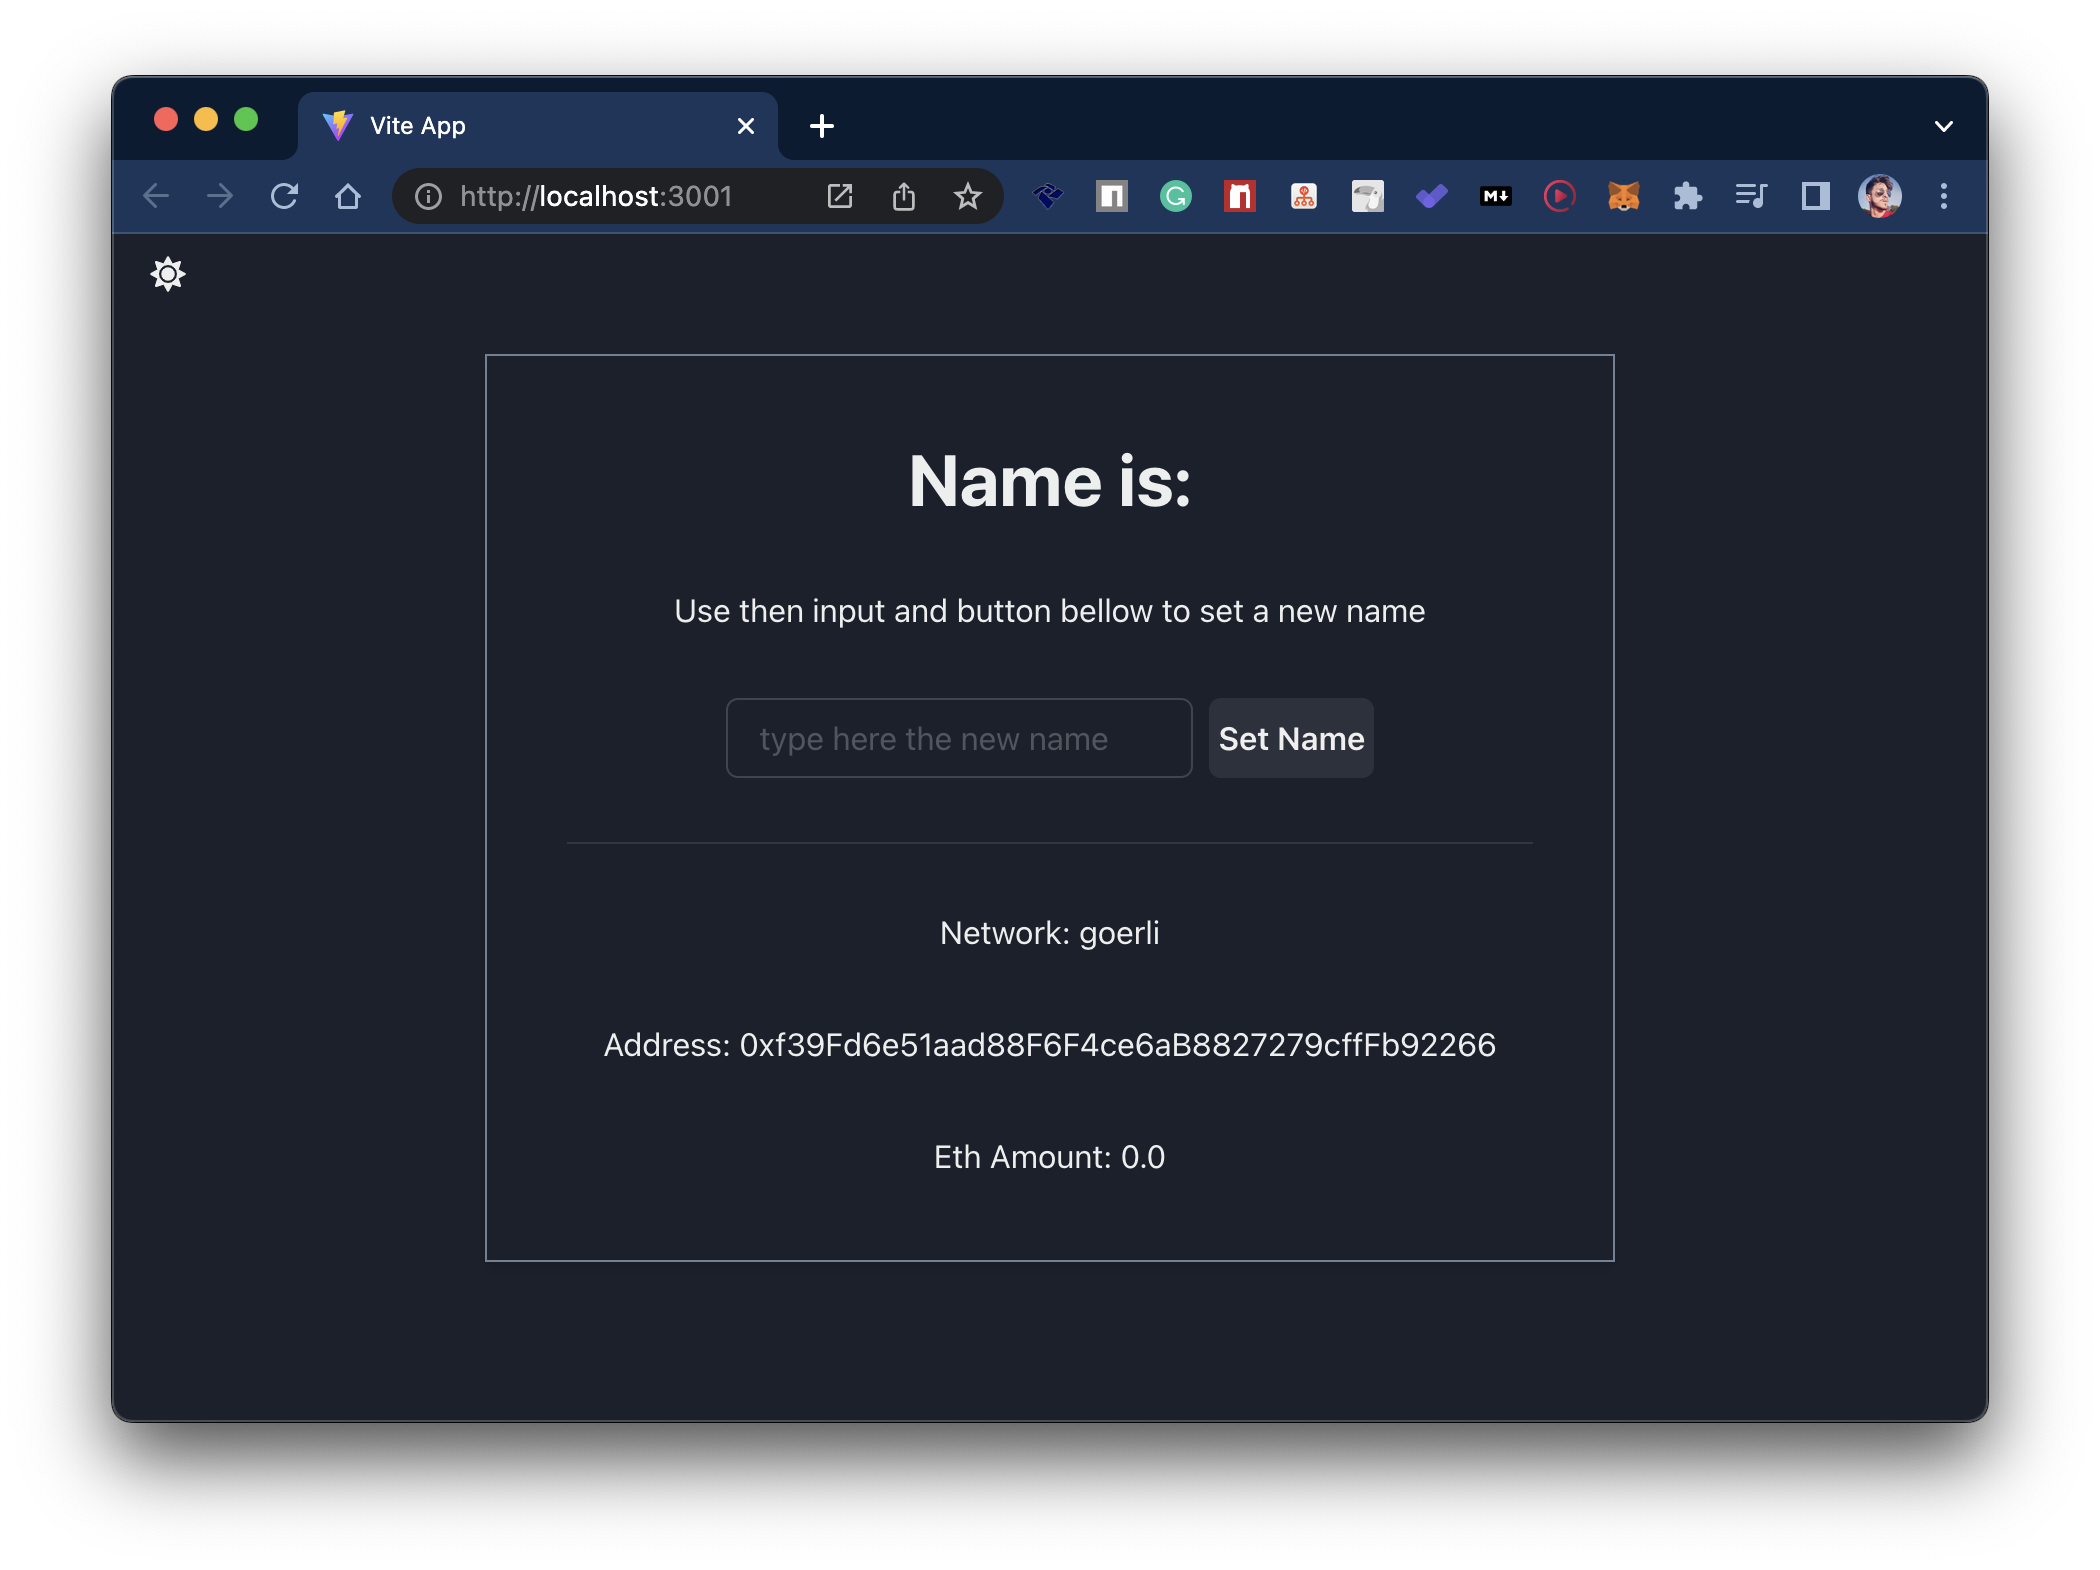 Vite App
http://localhost:3001
M
Name is:
Use then input and button bellow to set a new name
type here the new name
Set Name
Network: goerli
Address: 0xf39Fd6e51aad88F6F4ce6aB8827279cffFb92266
Eth Amount: 0.0